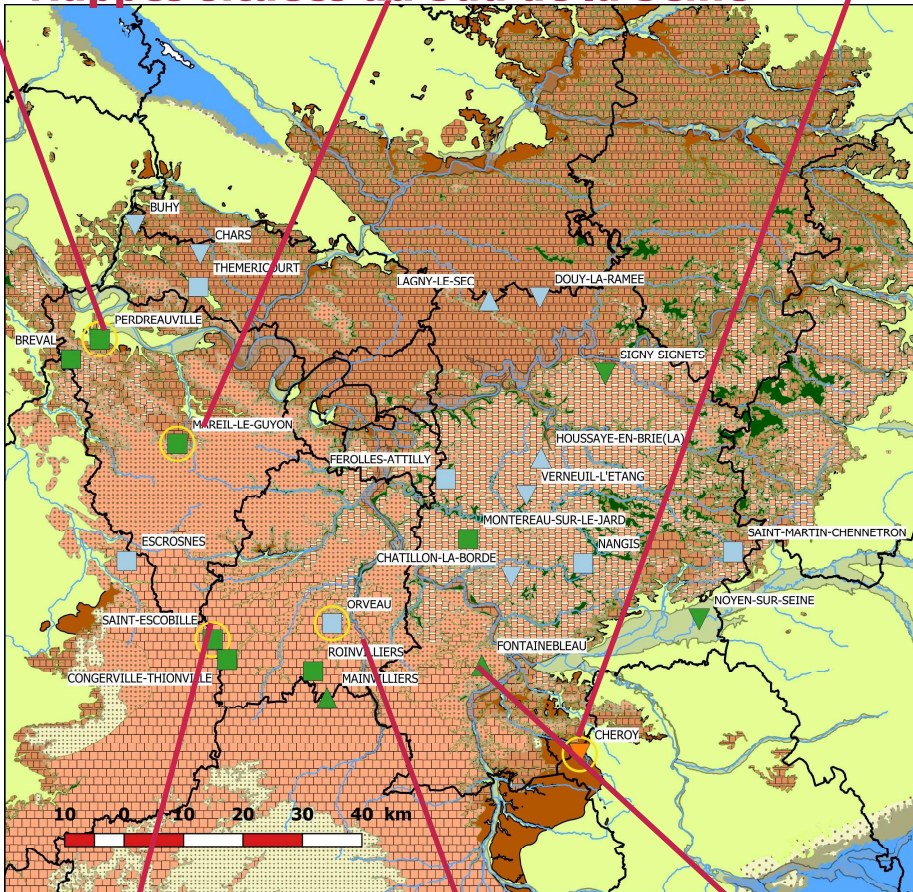 BUHY
CHARS
THEMERICOURT
LAGNY-LE-SEC
DOUY-LA-RAMEE
PERDREAUVILLE
BREVAL
SIGNY SIGNETS
MAREIL-LE-GUYON
HOUSSAYE-EN-BRIE(LA)
FEROLLES-ATTILLY
VERNEUIL-L'ETANG
MONTEREAU-SUR-LE-JARD
SAINT-MARTIN-CHENNETRON
ESCROSNES
CHATILLON-LA-BORDE
NANGIS
ORVEAU
NOYEN-SUR-SEINE
SAINT-ESCOBILLE
ROINVILLIERS
FONTAINEBLEAU
CONGERVILLE-THIONVILLE
MAINVILLIERS
CHEROY
10 0 10 20 30 40 km